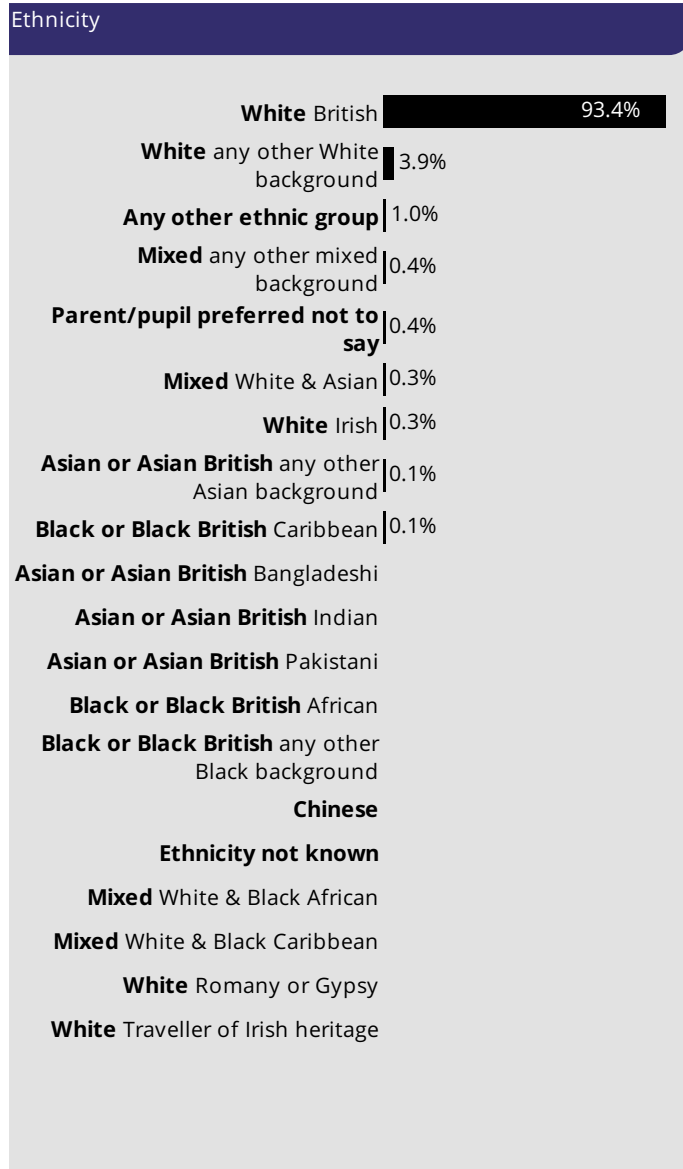 Ethnicity
White British 93.4%
White any other White
background 3.9%
Any other ethnic group 1.0%
Mixed any other mixed
background 0.4%
Parent/pupil preferred not to
say 0.4%
Mixed White & Asian 0.3%
White Irish 0.3%
Asian or Asian British any other
Asian background 0.1%
Black or Black British Caribbean 0.1%
Asian or Asian British Bangladeshi
Asian or Asian British Indian
Asian or Asian British Pakistani
Black or Black British African
Black or Black British any other
Black background
Chinese
Ethnicity not known
Mixed White & Black African
Mixed White & Black Caribbean
White Romany or Gypsy
White Traveller of Irish heritage